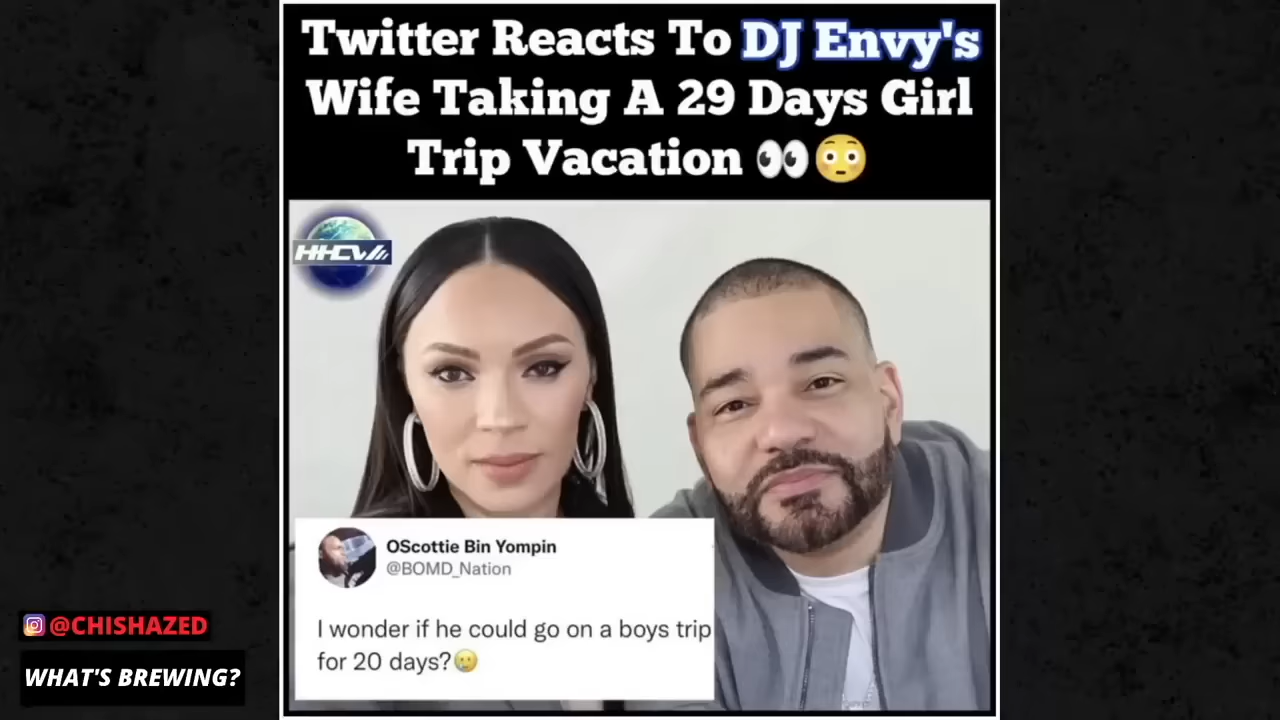 Twitter Reacts To DJ Envy's
Wife Taking A 29 Days Girl
Trip Vacation 👀😳
HHCV
OScottie Bin Yompin
@BOMD_Nation
I wonder if he could go on a boys trip
for 20 days?🥲
@CHISHAZED
WHAT'S BREWING?